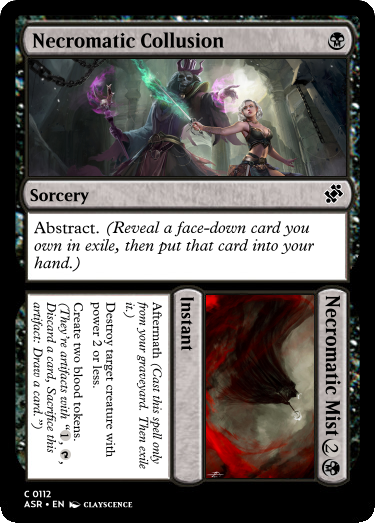 Necromatic Collusion
Sorcery
Abstract. (Reveal a face-down card you
own in exile, then put that card into your
hand.)
Necromatic Mist 2
Instant
Aftermath (Cast this spell only
from your graveyard. Then exile
it.)
Destroy target creature with
power 2 or less.
Create two blood tokens.
(They're artifacts with "1, ,
Discard a card, Sacrifice this
artifact: Draw a card.")
C 0112
ASR • EN CLAYSCENCE